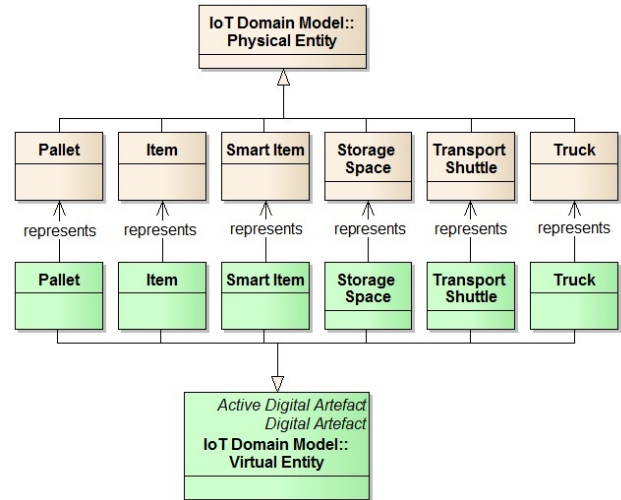 IoT Domain Model::
Physical Entity
Pallet
Item
Smart Item
Storage
Space
Transport
Shuttle
Truck
represents
represents
represents
represents
represents
represents
Pallet
Item
Smart Item
Storage
Space
Transport
Shuttle
Truck
Active Digital Artefact
Digital Artefact
IoT Domain Model::
Virtual Entity